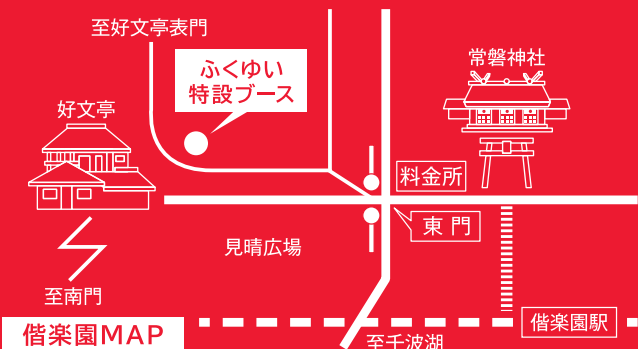 至好文亭表門
ふくゆい
特設ブース
常磐神社
好文亭
料金所
東門
見晴広場
至南門
偕楽園駅
偕楽園MAP
至千波湖